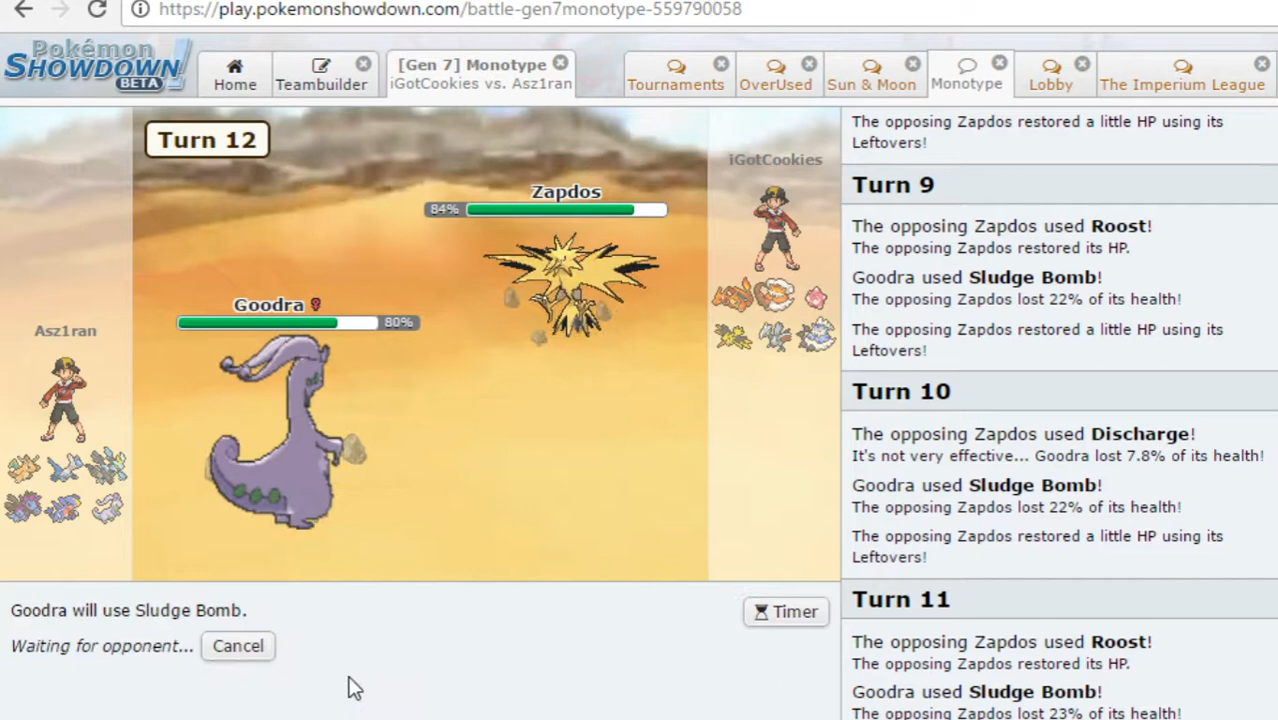 https://play.pokemonshowdown.com/battle-gen7monotype-559790058
Pokémon
SHOWDOWN!
BETA
Home
Teambuilder
[Gen 7] Monotype
iGotCookies vs. Asz1ran
Tournaments
OverUsed
Sun & Moon
Monotype
Lobby
The Imperium League
Turn 12
iGotCookies
Zapdos
84%
Goodra
80%
Asz1ran
Goodra will use Sludge Bomb.
Waiting for opponent...
Cancel
Timer
The opposing Zapdos restored a little HP using its
Leftovers!
Turn 9
The opposing Zapdos used Roost!
The opposing Zapdos restored its HP.
Goodra used Sludge Bomb!
The opposing Zapdos lost 22% of its health!
The opposing Zapdos restored a little HP using its
Leftovers!
Turn 10
The opposing Zapdos used Discharge!
It's not very effective... Goodra lost 7.8% of its health!
Goodra used Sludge Bomb!
The opposing Zapdos lost 22% of its health!
The opposing Zapdos restored a little HP using its
Leftovers!
Turn 11
The opposing Zapdos used Roost!
The opposing Zapdos restored its HP.
Goodra used Sludge Bomb!
The opposing Zapdos lost 23% of its health!